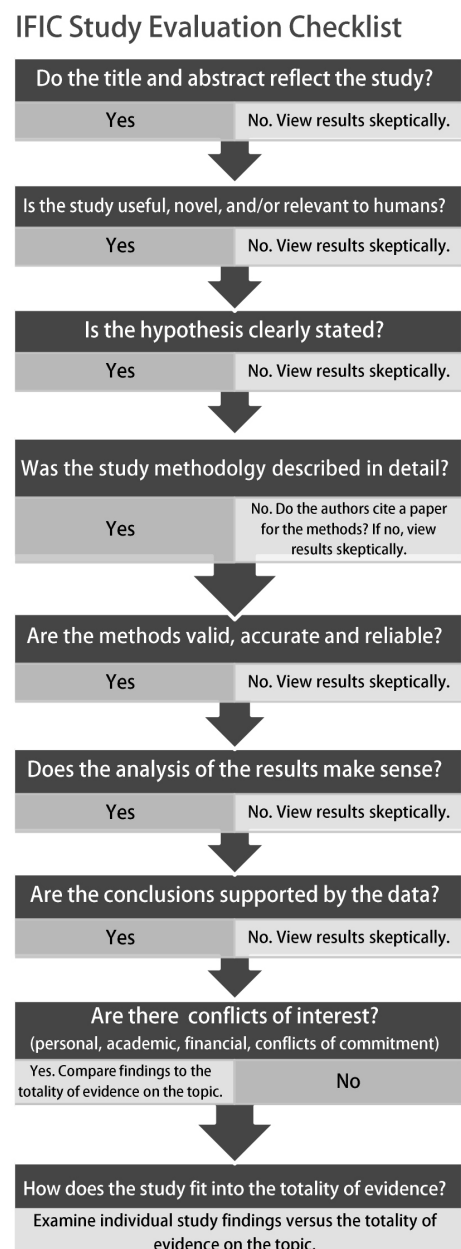 IFIC Study Evaluation Checklist
Do the title and abstract reflect the study?
Yes
No. View results skeptically.
Is the study useful, novel, and/or relevant to humans?
Yes
No. View results skeptically.
Is the hypothesis clearly stated?
Yes
No. View results skeptically.
Was the study methodolgy described in detail?
Yes
No. Do the authors cite a paper
for the methods? If no, view
results skeptically.
Are the methods valid, accurate and reliable?
Yes
No. View results skeptically.
Does the analysis of the results make sense?
Yes
No. View results skeptically.
Are the conclusions supported by the data?
Yes
No. View results skeptically.
Are there conflicts of interest?
(personal, academic, financial, conflicts of commitment)
Yes. Compare findings to the
totality of evidence on the topic.
No
How does the study fit into the totality of evidence?
Examine individual study findings versus the totality of
evidence on the topic.